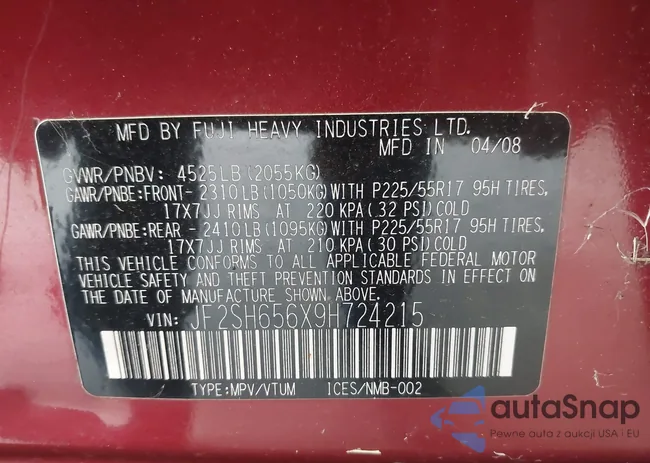 MFD BY FUJI HEAVY INDUSTRIES LTD.
MFD IN 04/08
GVWR/PNBV: 4525LB(2055KG)
GAWR/PNBE:FRONT- 2310LB(1050KG)WITH P225/55R17 95H TIRES,
17X7JJ RIMS AT 220 KPA(32 PSI)COLD
GAWR/PNBE:REAR - 2410LB(1095KG)WITH P225/55R17 95H TIRES,
17X7JJ RIMS AT 210 KPA(30 PSI)COLD
THIS VEHICLE CONFORMS TO ALL APPLICABLE FEDERAL MOTOR
VEHICLE SAFETY AND THEFT PREVENTION STANDARDS IN EFFECT ON
THE DATE OF MANUFACTURE SHOWN ABOVE.
VIN: JF2SH656X9H724215
TYPE:MPV/VTUM ICES/NMB-002
autaSnap
Pewne auta z aukcji USA i EU